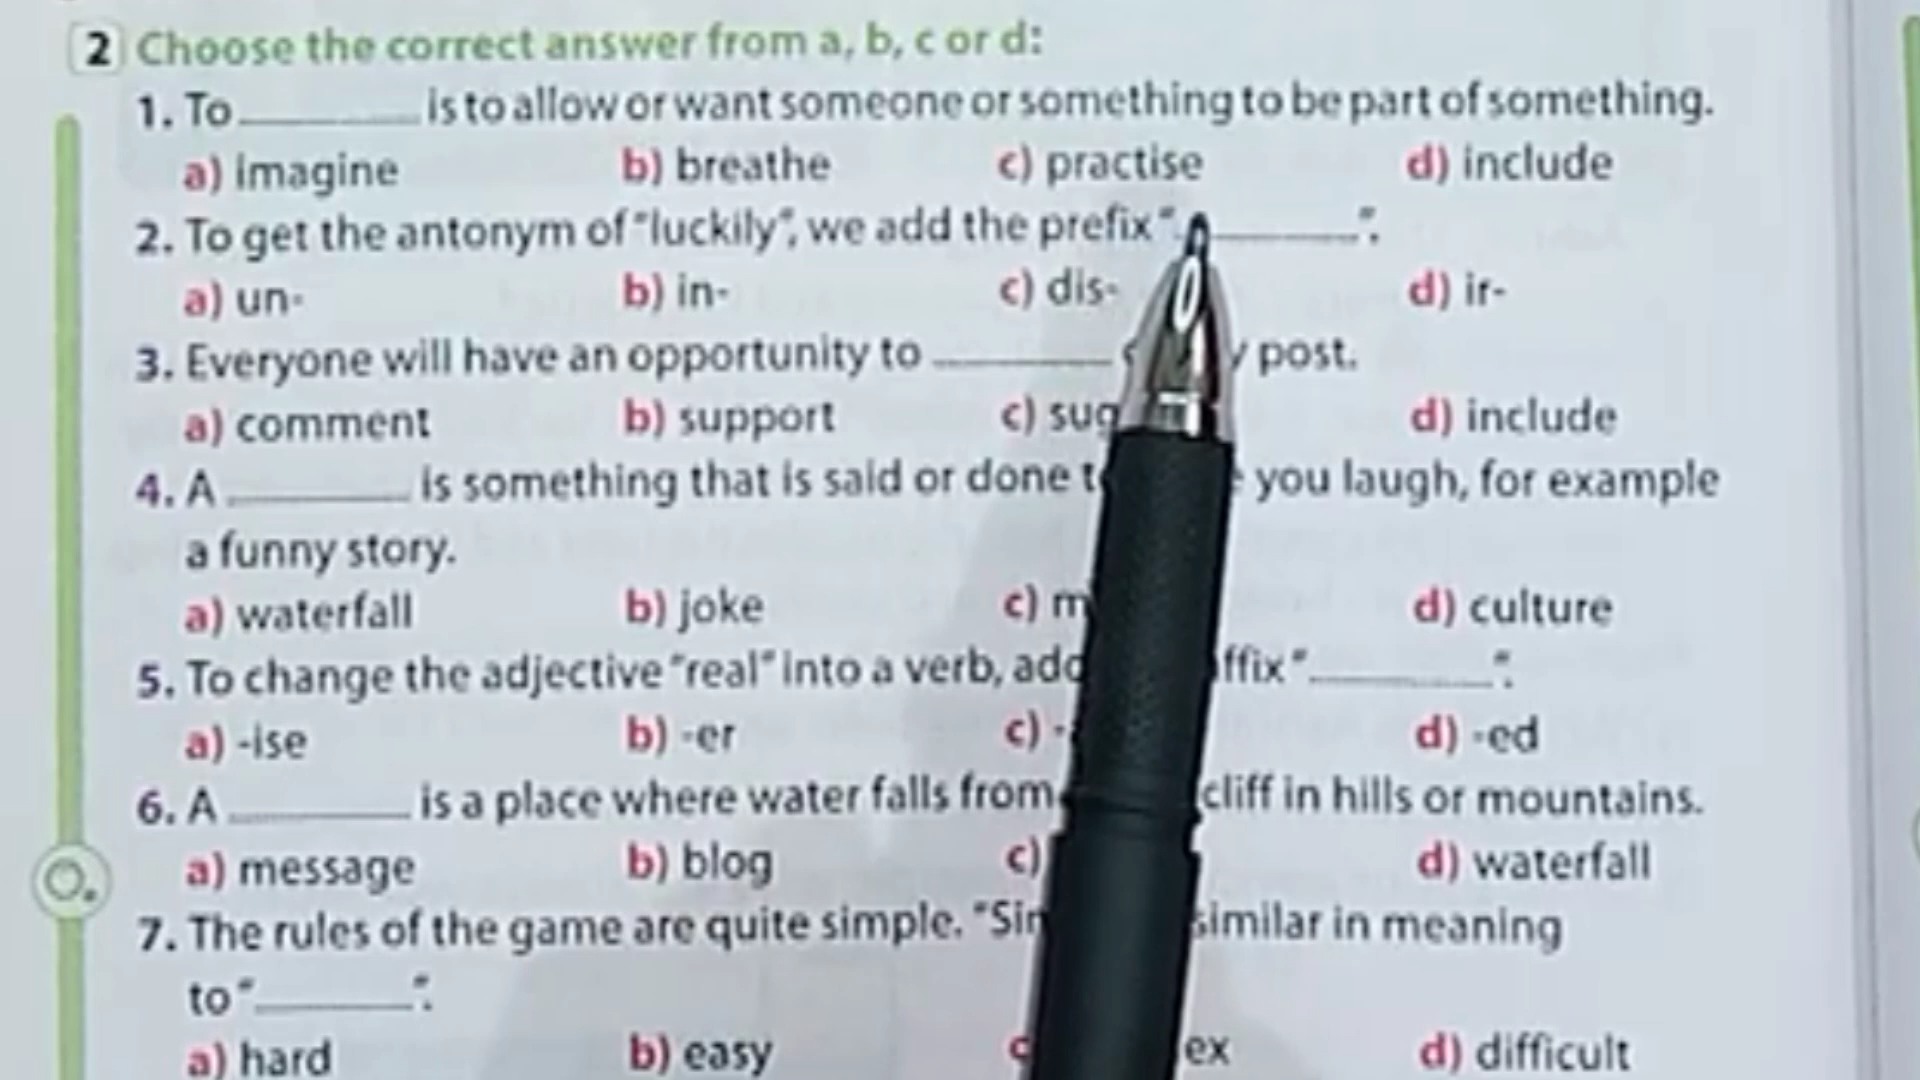 2 Choose the correct answer from a, b, c or d:
1. To ________ is to allow or want someone or something to be part of something.
a) imagine b) breathe c) practise d) include
2. To get the antonym of "luckily", we add the prefix "________".
a) un- b) in- c) dis- d) ir-
3. Everyone will have an opportunity to ________ post.
a) comment b) support c) d) include
4. A ________ is something that is said or done you laugh, for example
a funny story.
a) waterfall b) joke c) d) culture
5. To change the adjective "real" into a verb, "________".
a) -ise b) -er c) d) -ed
6. A ________ is a place where water falls from cliff in hills or mountains.
a) message b) blog c) d) waterfall
7. The rules of the game are quite simple. similar in meaning
to "________".
a) hard b) easy d) difficult